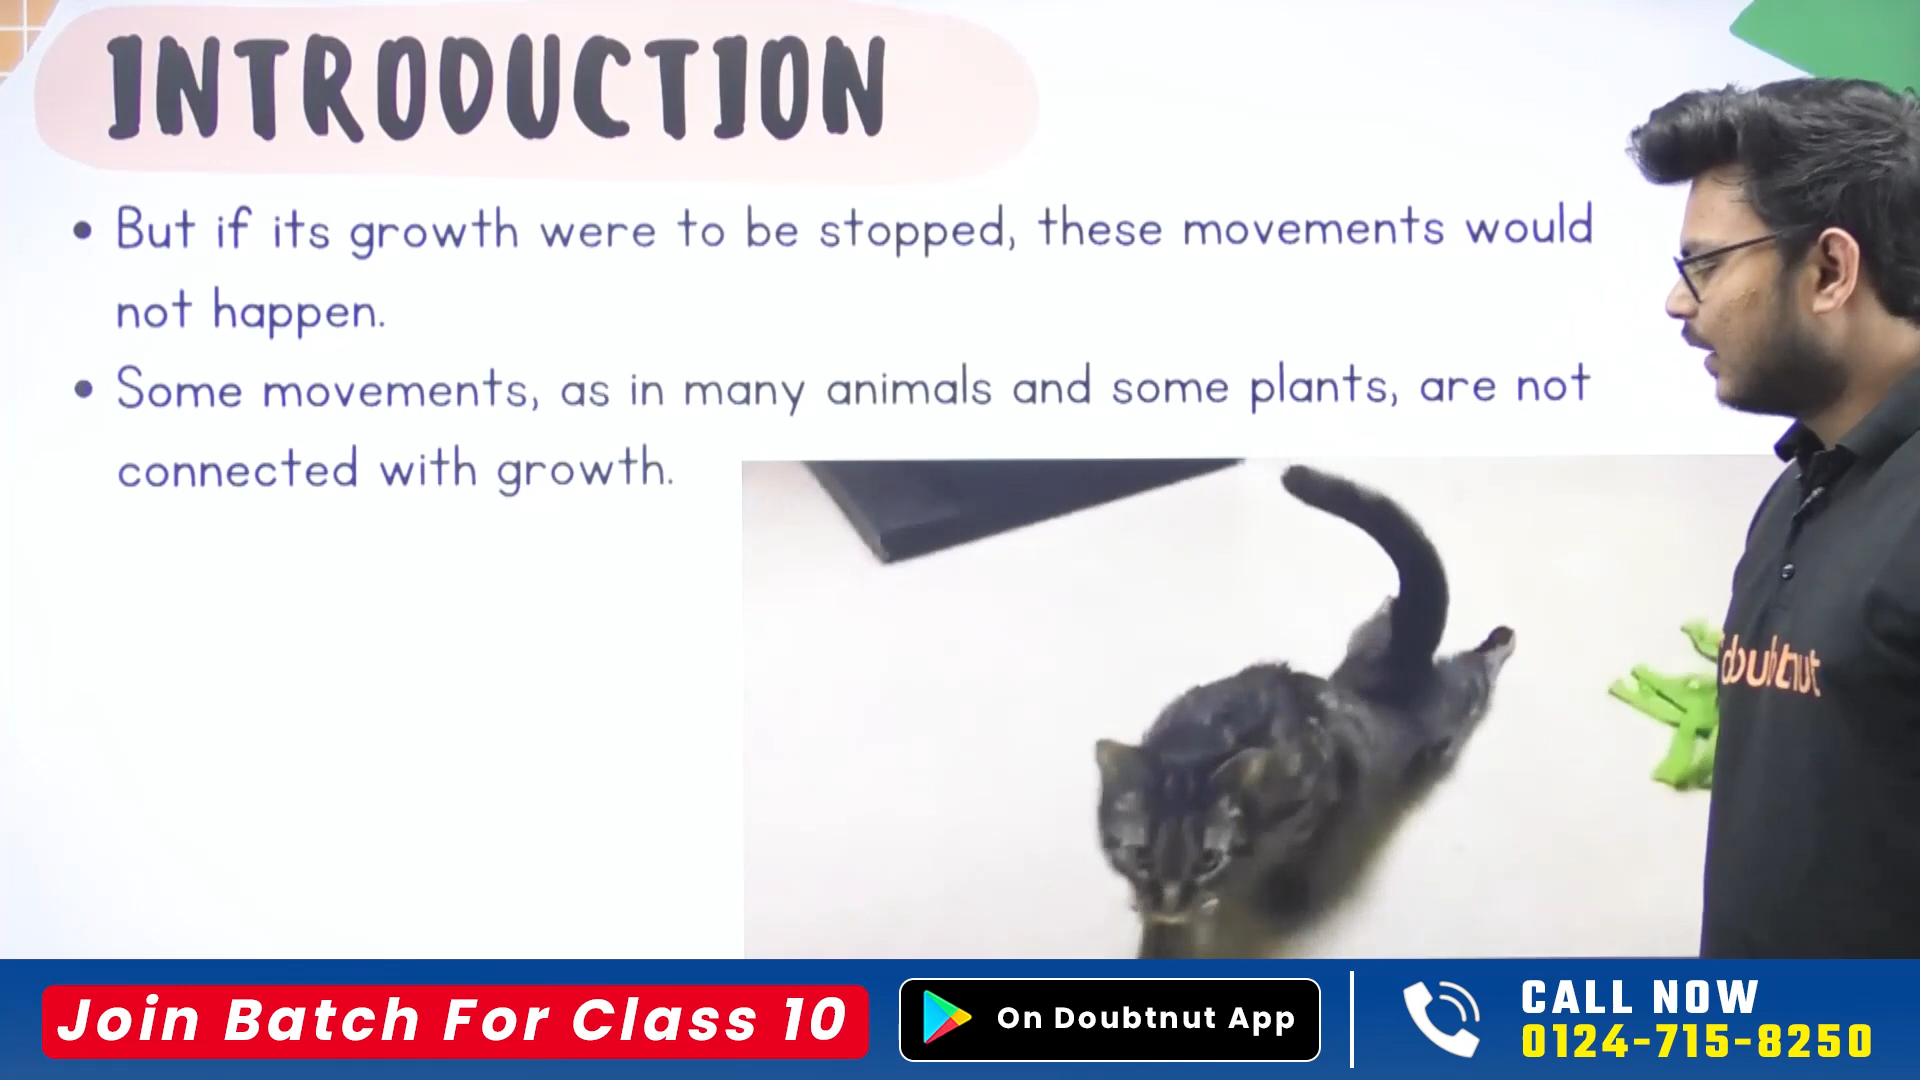 INTRODUCTION
• But if its growth were to be stopped, these movements would
not happen.
• Some movements, as in many animals and some plants, are not
connected with growth.
doubtnut
Join Batch For Class 10
On Doubtnut App
CALL NOW
0124-715-8250